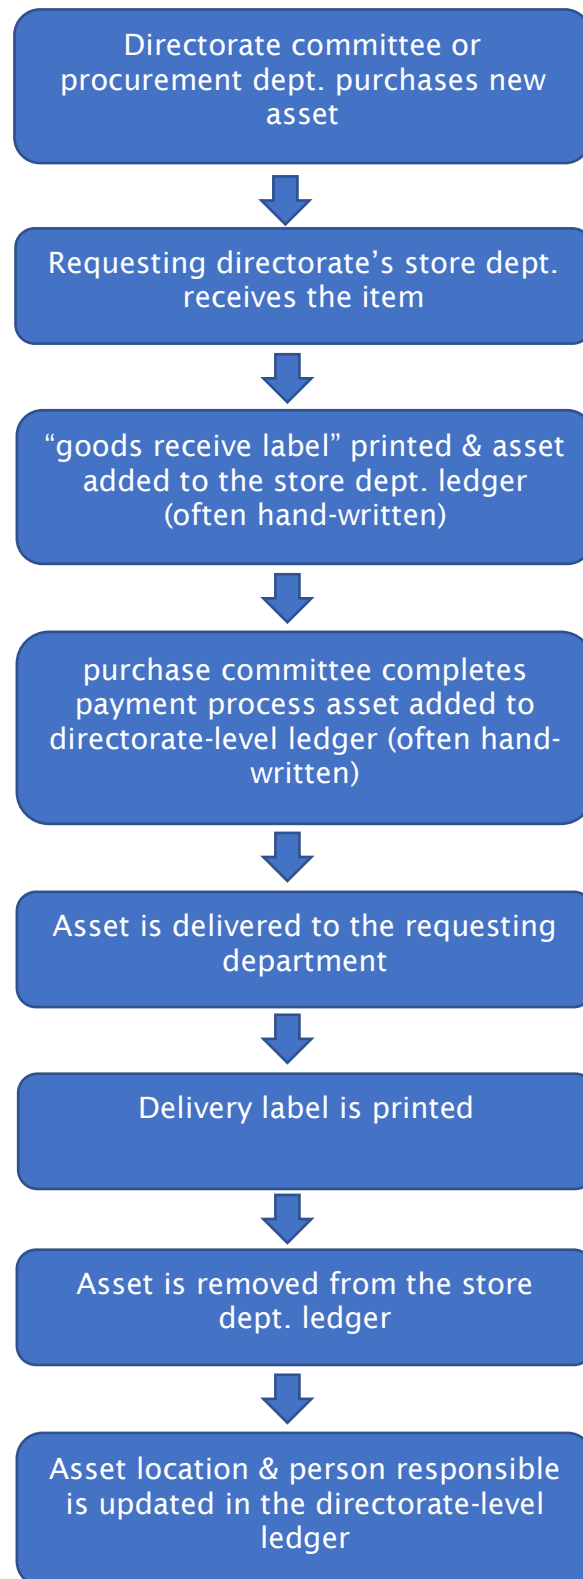 Directorate committee or
procurement dept. purchases new
asset
Requesting directorate’s store dept.
receives the item
“goods receive label” printed & asset
added to the store dept. ledger
(often hand-written)
purchase committee completes
payment process asset added to
directorate-level ledger (often hand-
written)
Asset is delivered to the requesting
department
Delivery label is printed
Asset is removed from the store
dept. ledger
Asset location & person responsible
is updated in the directorate-level
ledger